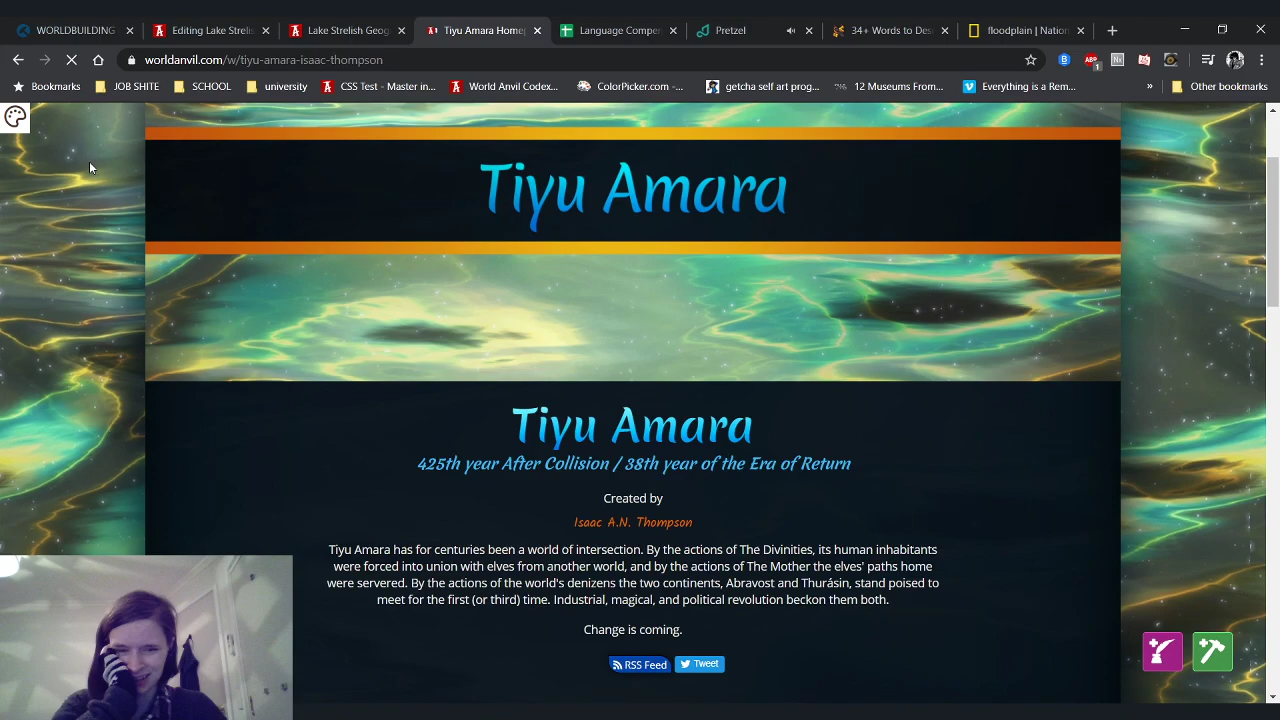 WORLDBUILDING
Editing Lake Strelis
Lake Strelish Geog
Tiyu Amara Home
Language Compe
Pretzel
34+ Words to Des
floodplain | Nation
worldanvil.com/w/tiyu-amara-isaac-thompson
Bookmarks
JOB SHITE
SCHOOL
university
CSS Test - Master in...
World Anvil Codex...
ColorPicker.com -...
getcha self art prog...
12 Museums From...
Everything is a Rem...
»
Other bookmarks
Tiyu Amara
Tiyu Amara
425th year After Collision / 38th year of the Era of Return
Created by
Isaac A.N. Thompson
Tiyu Amara has for centuries been a world of intersection. By the actions of The Divinities, its human inhabitants
were forced into union with elves from another world, and by the actions of The Mother the elves' paths home
were servered. By the actions of the world's denizens the two continents, Abravost and Thurásin, stand poised to
meet for the first (or third) time. Industrial, magical, and political revolution beckon them both.
Change is coming.
RSS Feed
Tweet